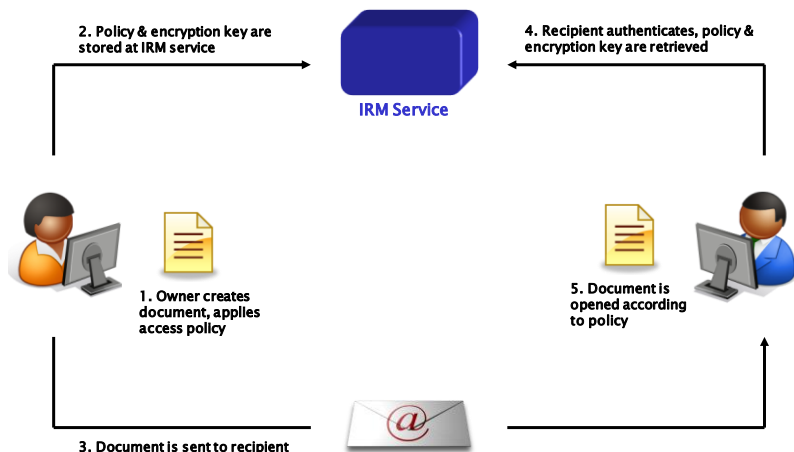 2. Policy & encryption key are
stored at IRM service
4. Recipient authenticates, policy &
encryption key are retrieved
IRM Service
1. Owner creates
document, applies
access policy
5. Document is
opened according
to policy
@
3. Document is sent to recipient